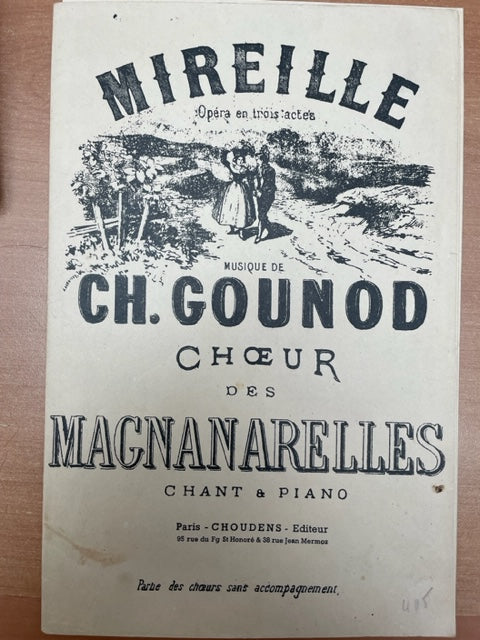 MIREILLE
Opéra en trois actes
MUSIQUE DE
CH. GOUNOD
CHŒUR
DES
MAGNANARELLES
CHANT & PIANO
Paris - CHOUDENS - Editeur
95 rue du Fg St Honoré & 38 rue Jean Mermoz
Partie des chœurs sans accompagnement.